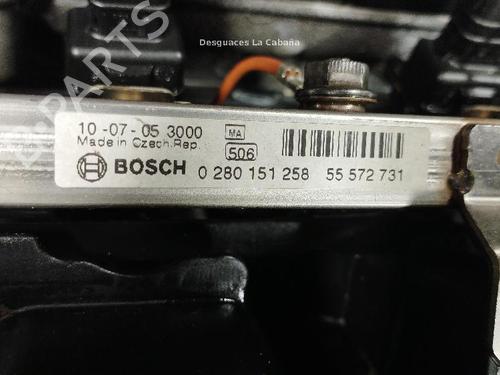 Desguaces La Cabaña
B-PARTS
10-07-05 3000
MA
Made in Czech.Rep.
506
BOSCH 0 280 151 258 55 572 731